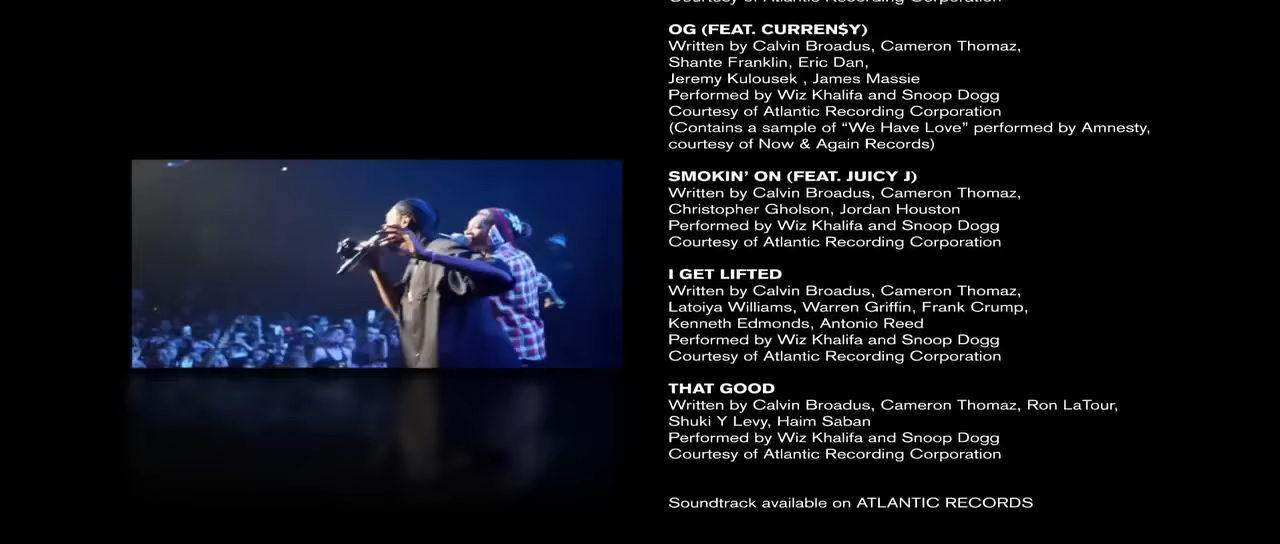 Courtesy of Atlantic Recording Corporation
OG (FEAT. CURREN$Y)
Written by Calvin Broadus, Cameron Thomaz,
Shante Franklin, Eric Dan,
Jeremy Kulousek , James Massie
Performed by Wiz Khalifa and Snoop Dogg
Courtesy of Atlantic Recording Corporation
(Contains a sample of “We Have Love” performed by Amnesty,
courtesy of Now & Again Records)
SMOKIN’ ON (FEAT. JUICY J)
Written by Calvin Broadus, Cameron Thomaz,
Christopher Gholson, Jordan Houston
Performed by Wiz Khalifa and Snoop Dogg
Courtesy of Atlantic Recording Corporation
I GET LIFTED
Written by Calvin Broadus, Cameron Thomaz,
Latoiya Williams, Warren Griffin, Frank Crump,
Kenneth Edmonds, Antonio Reed
Performed by Wiz Khalifa and Snoop Dogg
Courtesy of Atlantic Recording Corporation
THAT GOOD
Written by Calvin Broadus, Cameron Thomaz, Ron LaTour,
Shuki Y Levy, Haim Saban
Performed by Wiz Khalifa and Snoop Dogg
Courtesy of Atlantic Recording Corporation
Soundtrack available on ATLANTIC RECORDS